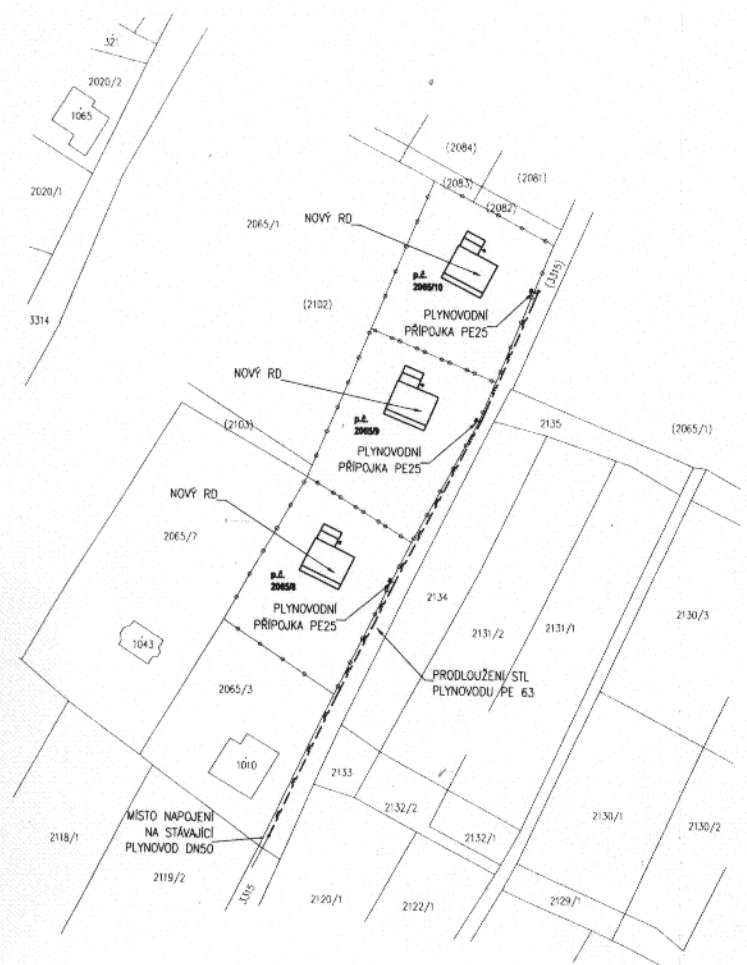 321
2020/2
1065
2020/1
3314
(2084)
(2081)
(2083)
(2082)
2065/1
NOVÝ RD
p.č.
2065/10
(3315)
PLYNOVODNÍ
PŘÍPOJKA PE25
(2102)
NOVÝ RD
p.č.
2065/9
PLYNOVODNÍ
PŘÍPOJKA PE25
2135
(2065/1)
(2103)
NOVÝ RD
2065/7
p.č.
2065/8
PLYNOVODNÍ
PŘÍPOJKA PE25
2134
2131/2
2131/1
2130/3
1043
2065/3
PRODLOUŽENÍ STL
PLYNOVODU PE 63
1010
2133
2132/2
2132/1
2130/1
2130/2
MÍSTO NAPOJENÍ
NA STÁVAJÍCÍ
PLYNOVOD DN50
2118/1
2119/2
3315
2120/1
2122/1
2129/1